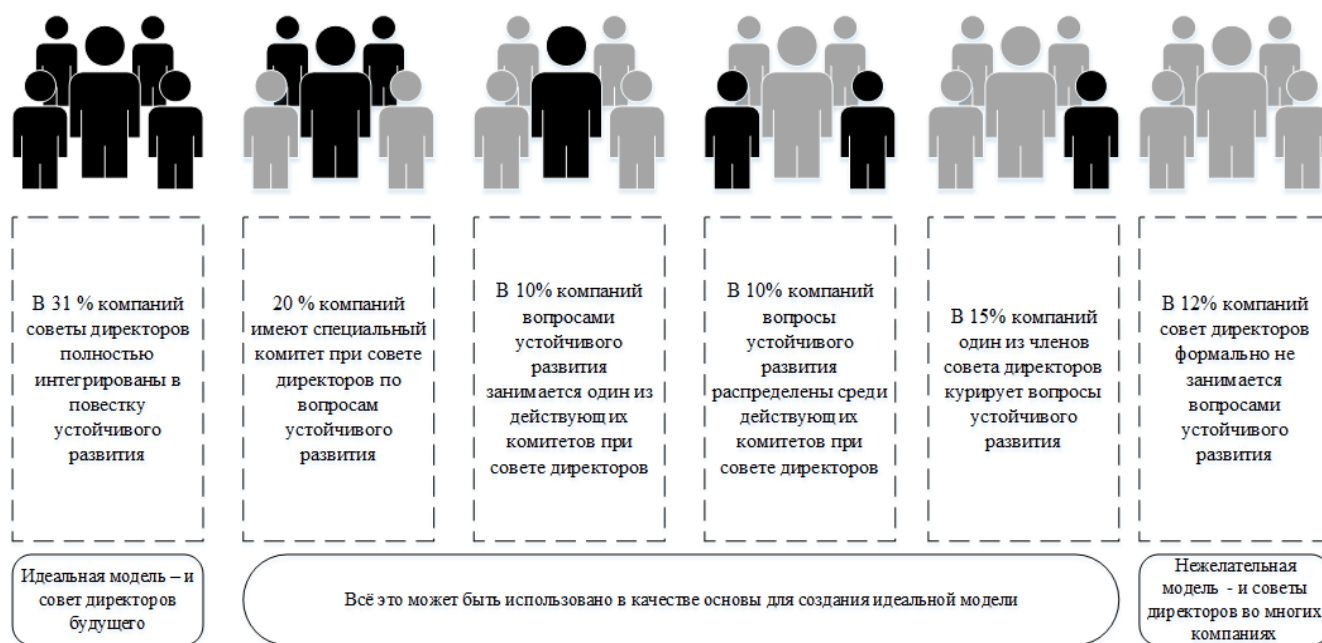 В 31 % компаний
советы директоров
полностью
интегрированы в
повестку
устойчивого
развития
20 % компаний
имеют специальный
комитет при совете
директоров по
вопросам
устойчивого
развития
В 10% компаний
вопросами
устойчивого
развития
занимается один из
действующих
комитетов при
совете директоров
В 10% компаний
вопросы
устойчивого
развития
распределены среди
действующих
комитетов при
совете директоров
В 15% компаний
один из членов
совета директоров
курирует вопросы
устойчивого
развития
В 12% компаний
совет директоров
формально не
занимается
вопросами
устойчивого
развития
Идеальная модель – и
совет директоров
будущего
Всё это может быть использовано в качестве основы для создания идеальной модели
Нежелательная
модель - и советы
директоров во многих
компаниях